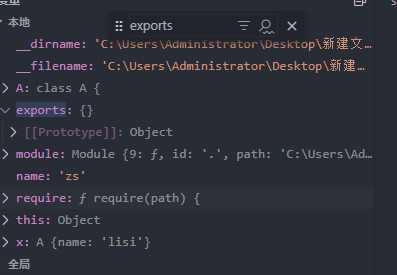 exports
本地
__dirname: 'C:\Users\Administrator\Desktop\新建文…
__filename: 'C:\Users\Administrator\Desktop\新建…
A: class A {
exports: {}
[[Prototype]]: Object
module: Module {9: ƒ, id: '.', path: 'C:\Users\Ad…
name: 'zs'
require: ƒ require(path) {
this: Object
x: A {name: 'lisi'}
全局